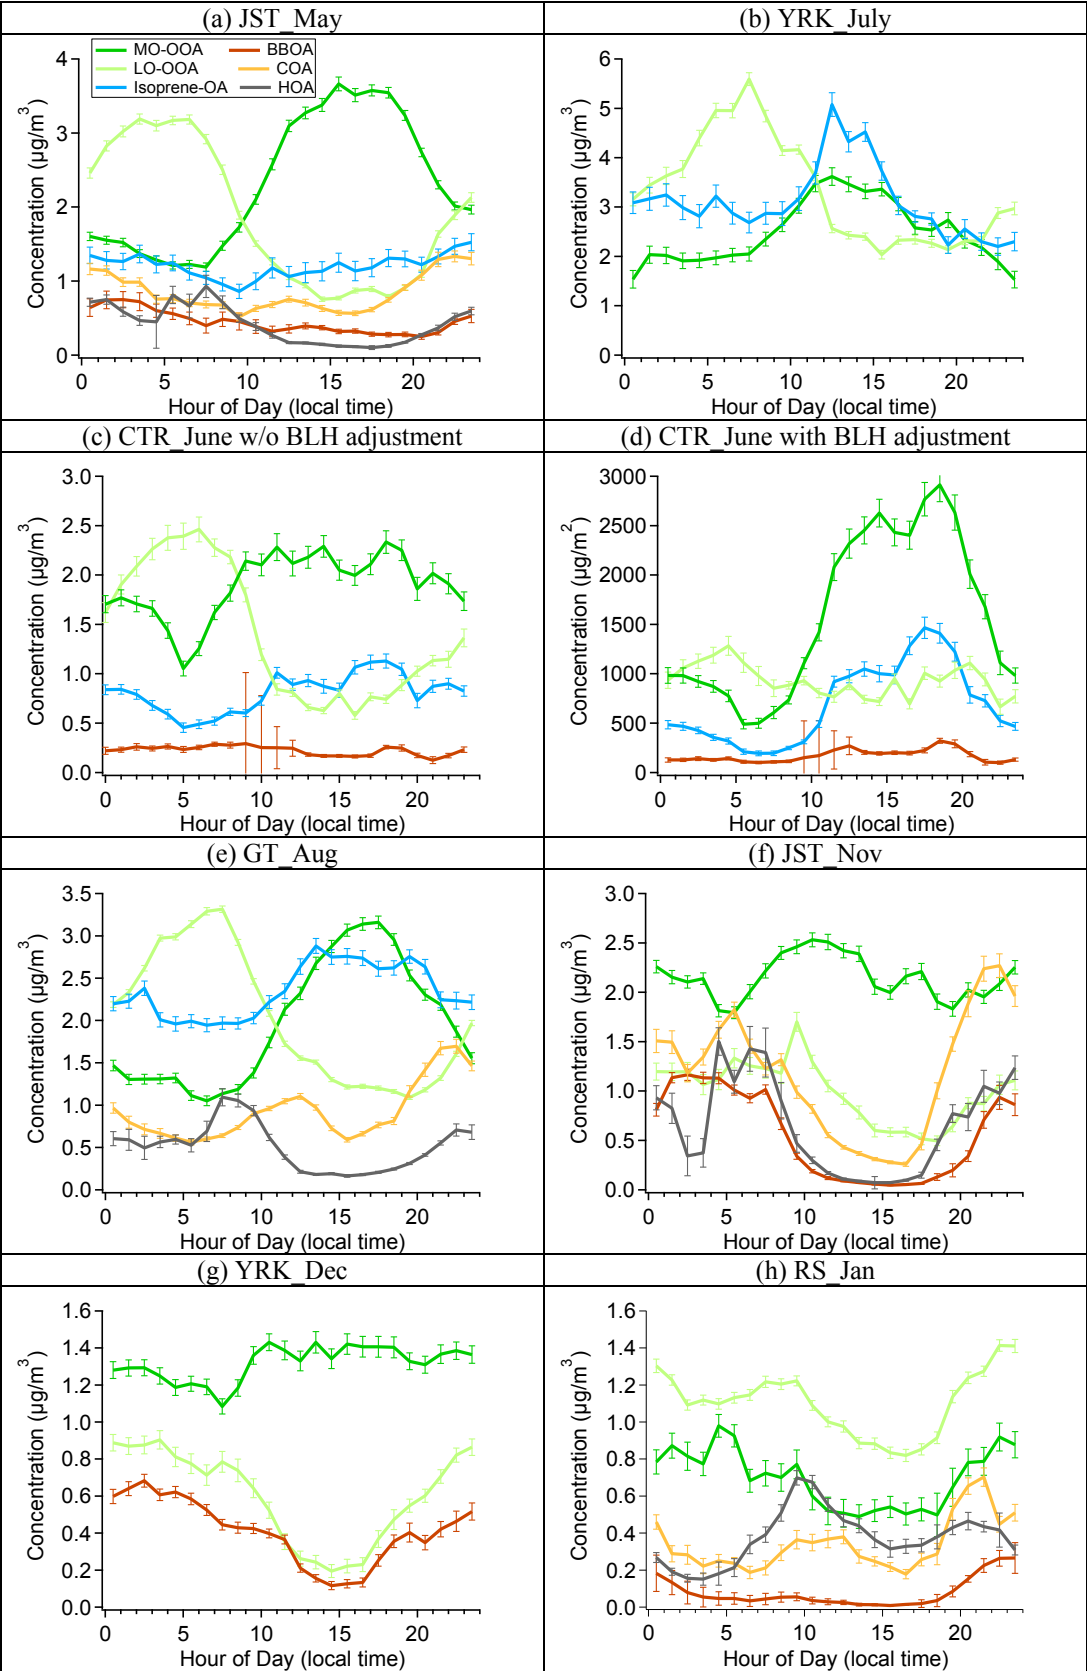 (a) JST_May
(b) YRK_July
MO-OOA
BBOA
LO-OOA
COA
Isoprene-OA
HOA
Concentration (µg/m³)
4
3
2
1
0
0 5 10 15 20
Hour of Day (local time)
Concentration (µg/m³)
6
5
4
3
2
1
0
0 5 10 15 20
Hour of Day (local time)
(c) CTR_June w/o BLH adjustment
(d) CTR_June with BLH adjustment
Concentration (µg/m³)
3.0
2.5
2.0
1.5
1.0
0.5
0.0
0 5 10 15 20
Hour of Day (local time)
Concentration (µg/m²)
3000
2500
2000
1500
1000
500
0
0 5 10 15 20
Hour of Day (local time)
(e) GT_Aug
(f) JST_Nov
Concentration (µg/m³)
3.5
3.0
2.5
2.0
1.5
1.0
0.5
0.0
0 5 10 15 20
Hour of Day (local time)
Concentration (µg/m³)
3.0
2.5
2.0
1.5
1.0
0.5
0.0
0 5 10 15 20
Hour of Day (local time)
(g) YRK_Dec
(h) RS_Jan
Concentration (µg/m³)
1.6
1.4
1.2
1.0
0.8
0.6
0.4
0.2
0.0
0 5 10 15 20
Hour of Day (local time)
Concentration (µg/m³)
1.6
1.4
1.2
1.0
0.8
0.6
0.4
0.2
0.0
0 5 10 15 20
Hour of Day (local time)